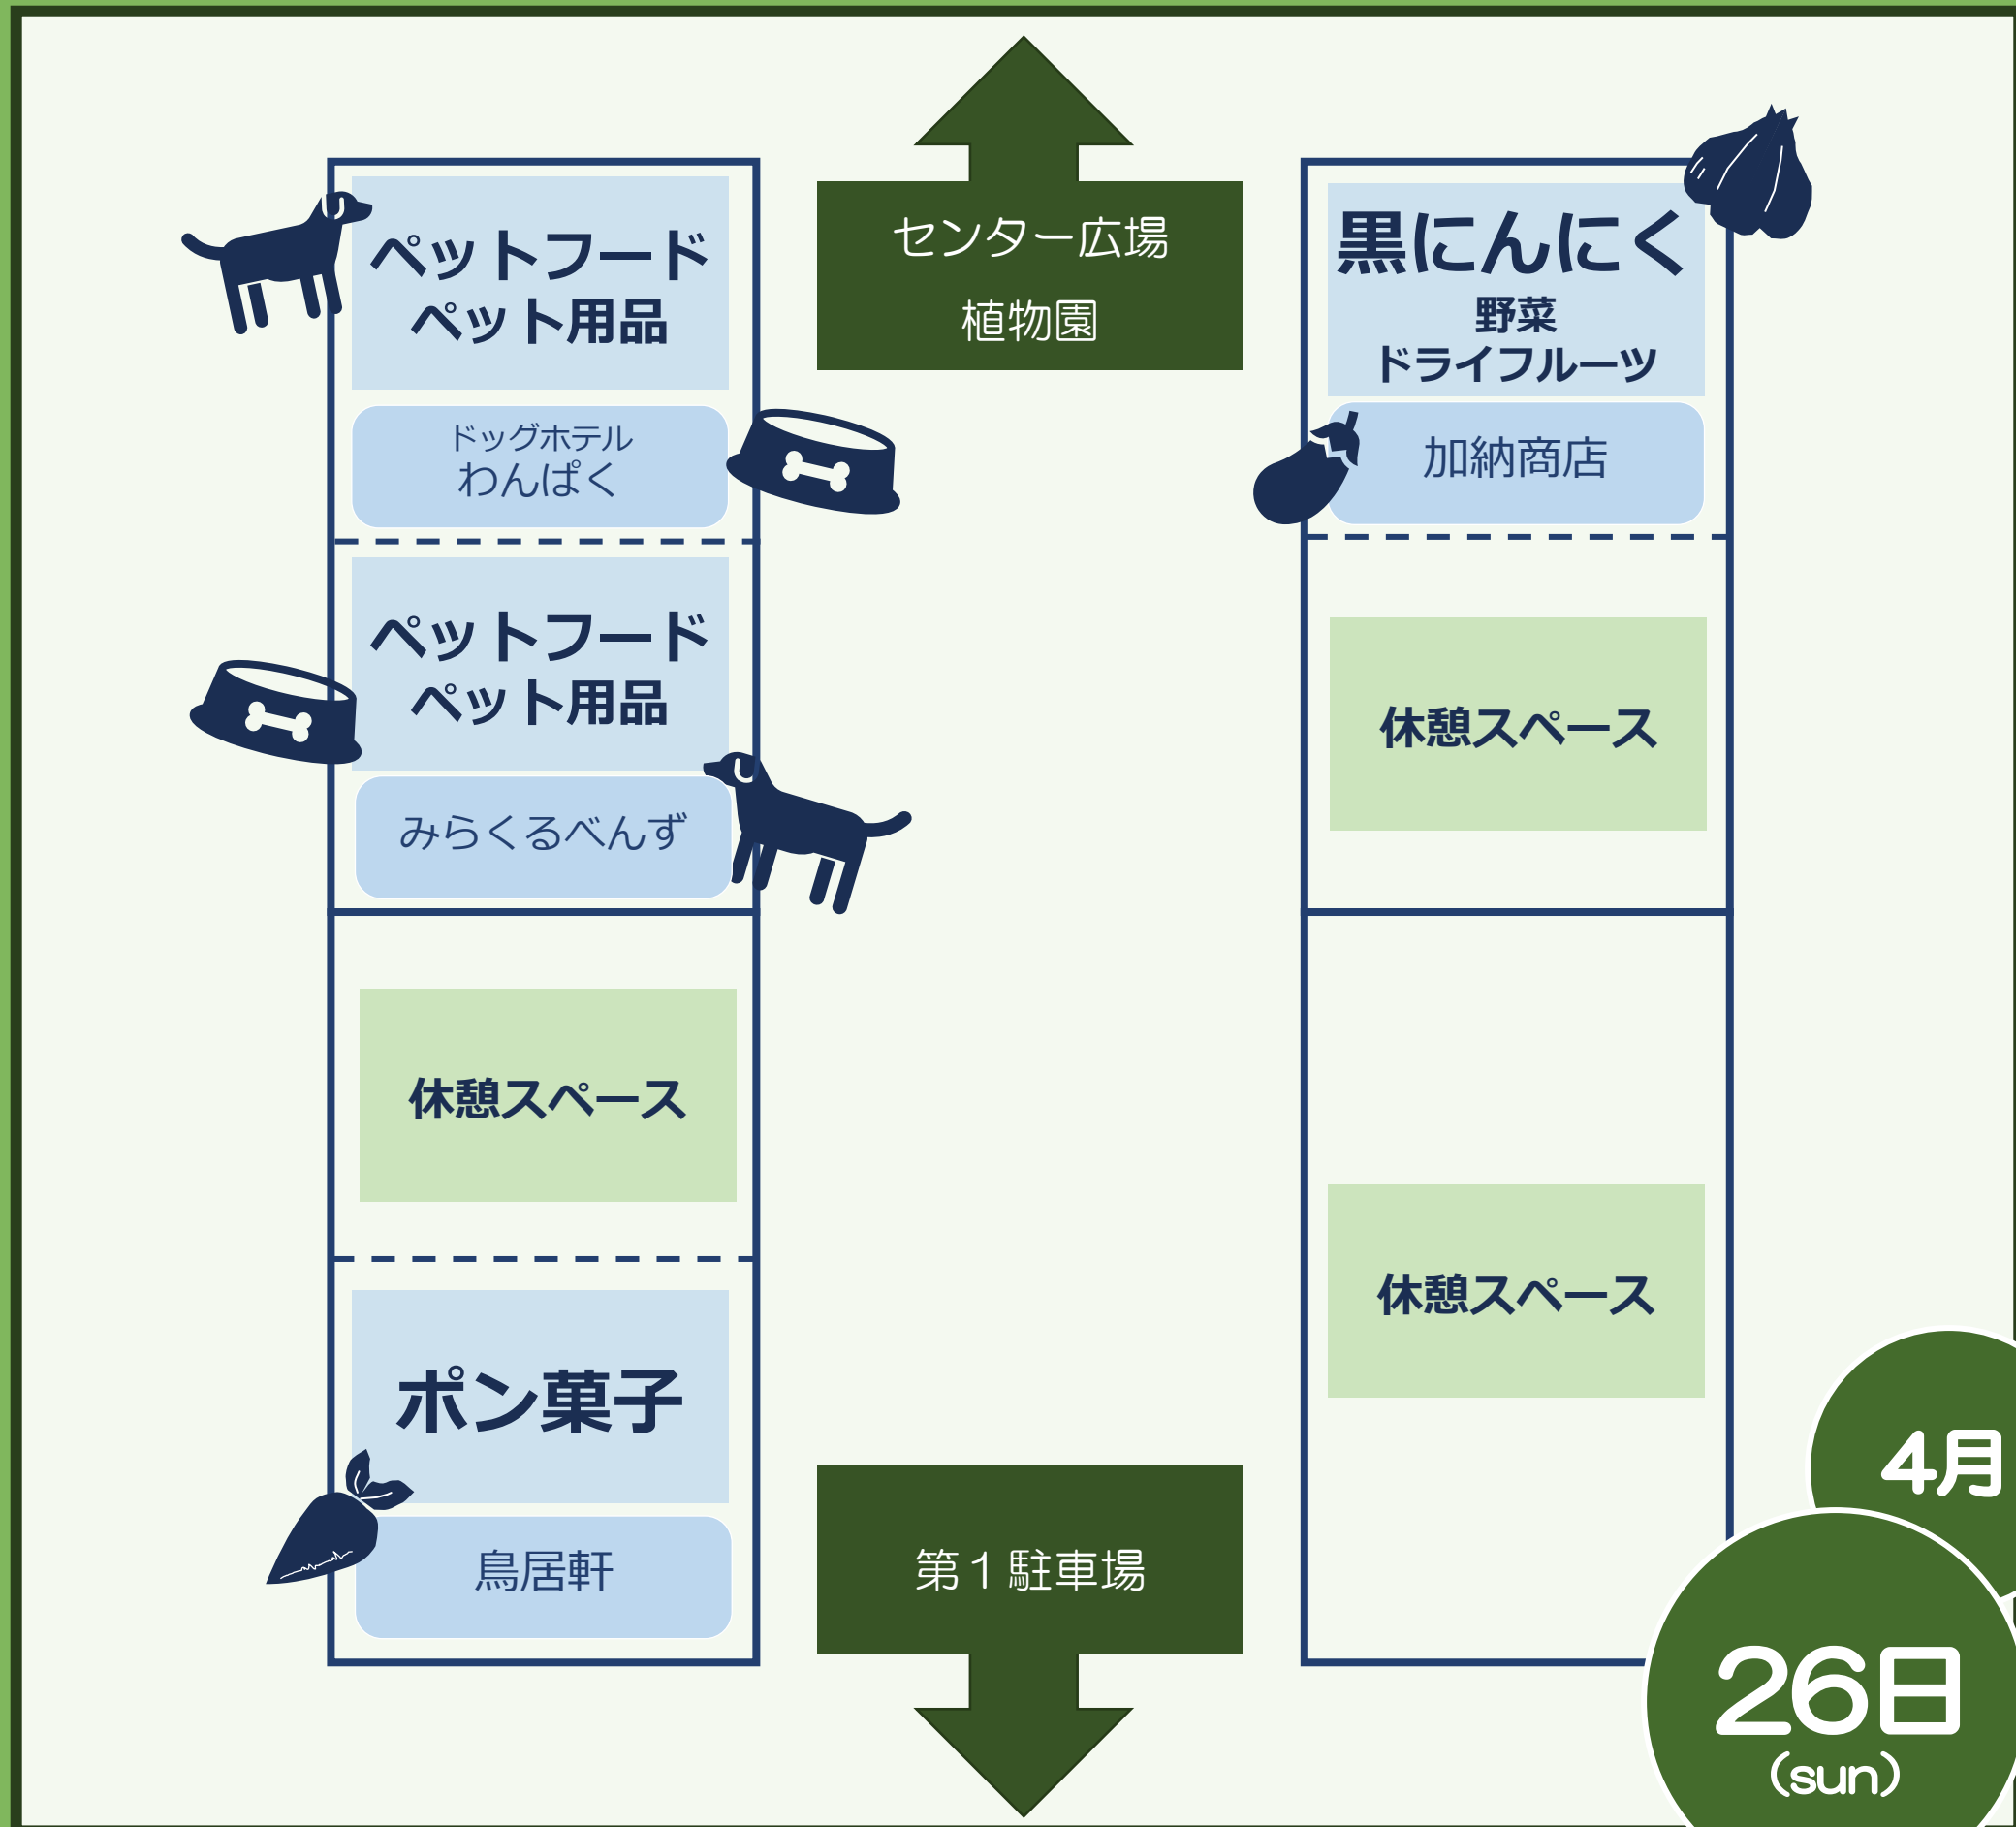 センター広場
植物園
ペットフード
ペット用品
ドッグホテル
わんぱく
ペットフード
ペット用品
みらくるべんず
休憩スペース
ポン菓子
鳥居軒
黒にんにく
野菜
ドライフルーツ
加納商店
休憩スペース
休憩スペース
第1駐車場
4月
26日
(sun)